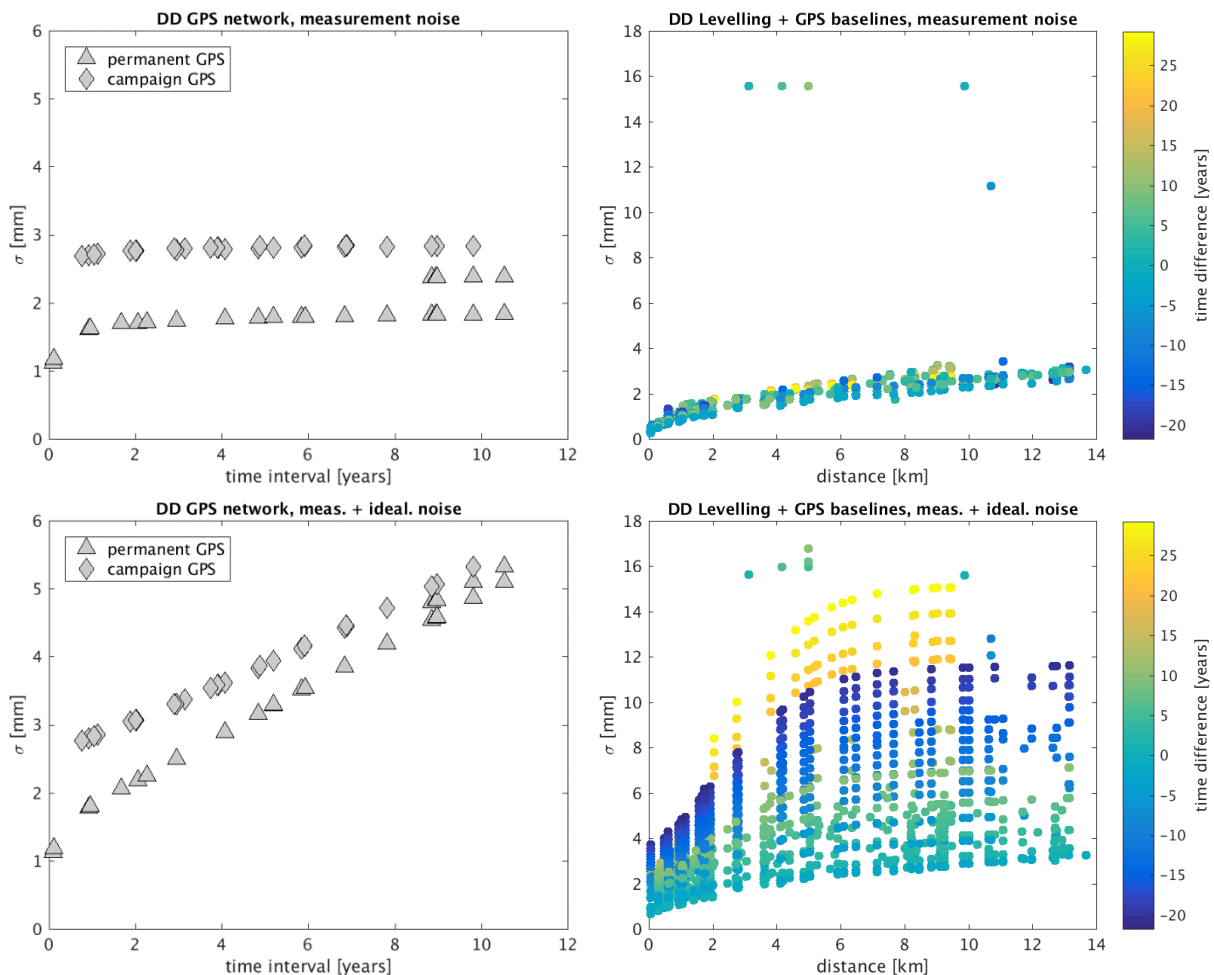 DD GPS network, measurement noise
6
5
4
3
2
1
0
σ [mm]
permanent GPS
campaign GPS
0 2 4 6 8 10 12
time interval [years]
DD Levelling + GPS baselines, measurement noise
18
16
14
12
10
8
6
4
2
0
σ [mm]
0 2 4 6 8 10 12 14
distance [km]
25
20
15
10
5
0
−5
−10
−15
−20
time difference [years]
DD GPS network, meas. + ideal. noise
6
5
4
3
2
1
0
σ [mm]
permanent GPS
campaign GPS
0 2 4 6 8 10 12
time interval [years]
DD Levelling + GPS baselines, meas. + ideal. noise
18
16
14
12
10
8
6
4
2
0
σ [mm]
0 2 4 6 8 10 12 14
distance [km]
25
20
15
10
5
0
−5
−10
−15
−20
time difference [years]